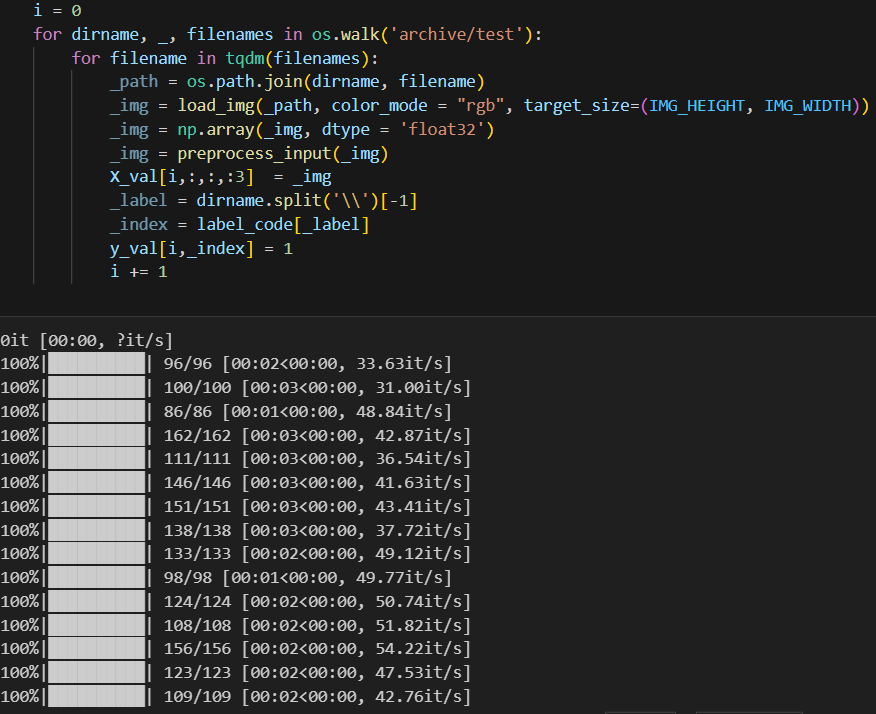 i = 0
for dirname, _, filenames in os.walk('archive/test'):
    for filename in tqdm(filenames):
        _path = os.path.join(dirname, filename)
        _img = load_img(_path, color_mode = "rgb", target_size=(IMG_HEIGHT, IMG_WIDTH))
        _img = np.array(_img, dtype = 'float32')
        _img = preprocess_input(_img)
        X_val[i,:,:,:3]  = _img
        _label = dirname.split('\\')[-1]
        _index = label_code[_label]
        y_val[i,_index] = 1
        i += 1
0it [00:00, ?it/s]
100%|██████████| 96/96 [00:02<00:00, 33.63it/s]
100%|██████████| 100/100 [00:03<00:00, 31.00it/s]
100%|██████████| 86/86 [00:01<00:00, 48.84it/s]
100%|██████████| 162/162 [00:03<00:00, 42.87it/s]
100%|██████████| 111/111 [00:03<00:00, 36.54it/s]
100%|██████████| 146/146 [00:03<00:00, 41.63it/s]
100%|██████████| 151/151 [00:03<00:00, 43.41it/s]
100%|██████████| 138/138 [00:03<00:00, 37.72it/s]
100%|██████████| 133/133 [00:02<00:00, 49.12it/s]
100%|██████████| 98/98 [00:01<00:00, 49.77it/s]
100%|██████████| 124/124 [00:02<00:00, 50.74it/s]
100%|██████████| 108/108 [00:02<00:00, 51.82it/s]
100%|██████████| 156/156 [00:02<00:00, 54.22it/s]
100%|██████████| 123/123 [00:02<00:00, 47.53it/s]
100%|██████████| 109/109 [00:02<00:00, 42.76it/s]